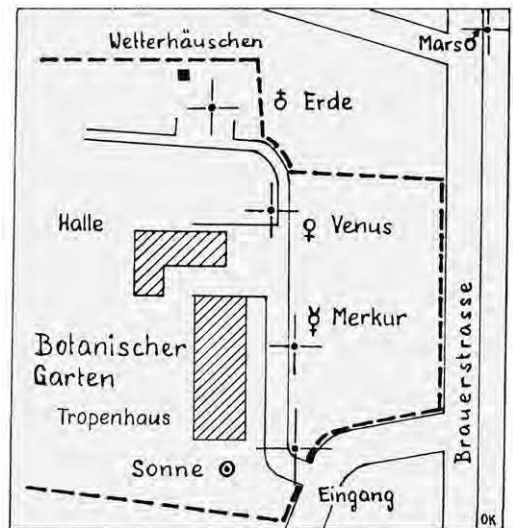 Wetterhäuschen
Mars ♂
♁ Erde
Halle
♀ Venus
☿ Merkur
Botanischer
Garten
Tropenhaus
Sonne ☉
Eingang
Brauerstrasse
OK